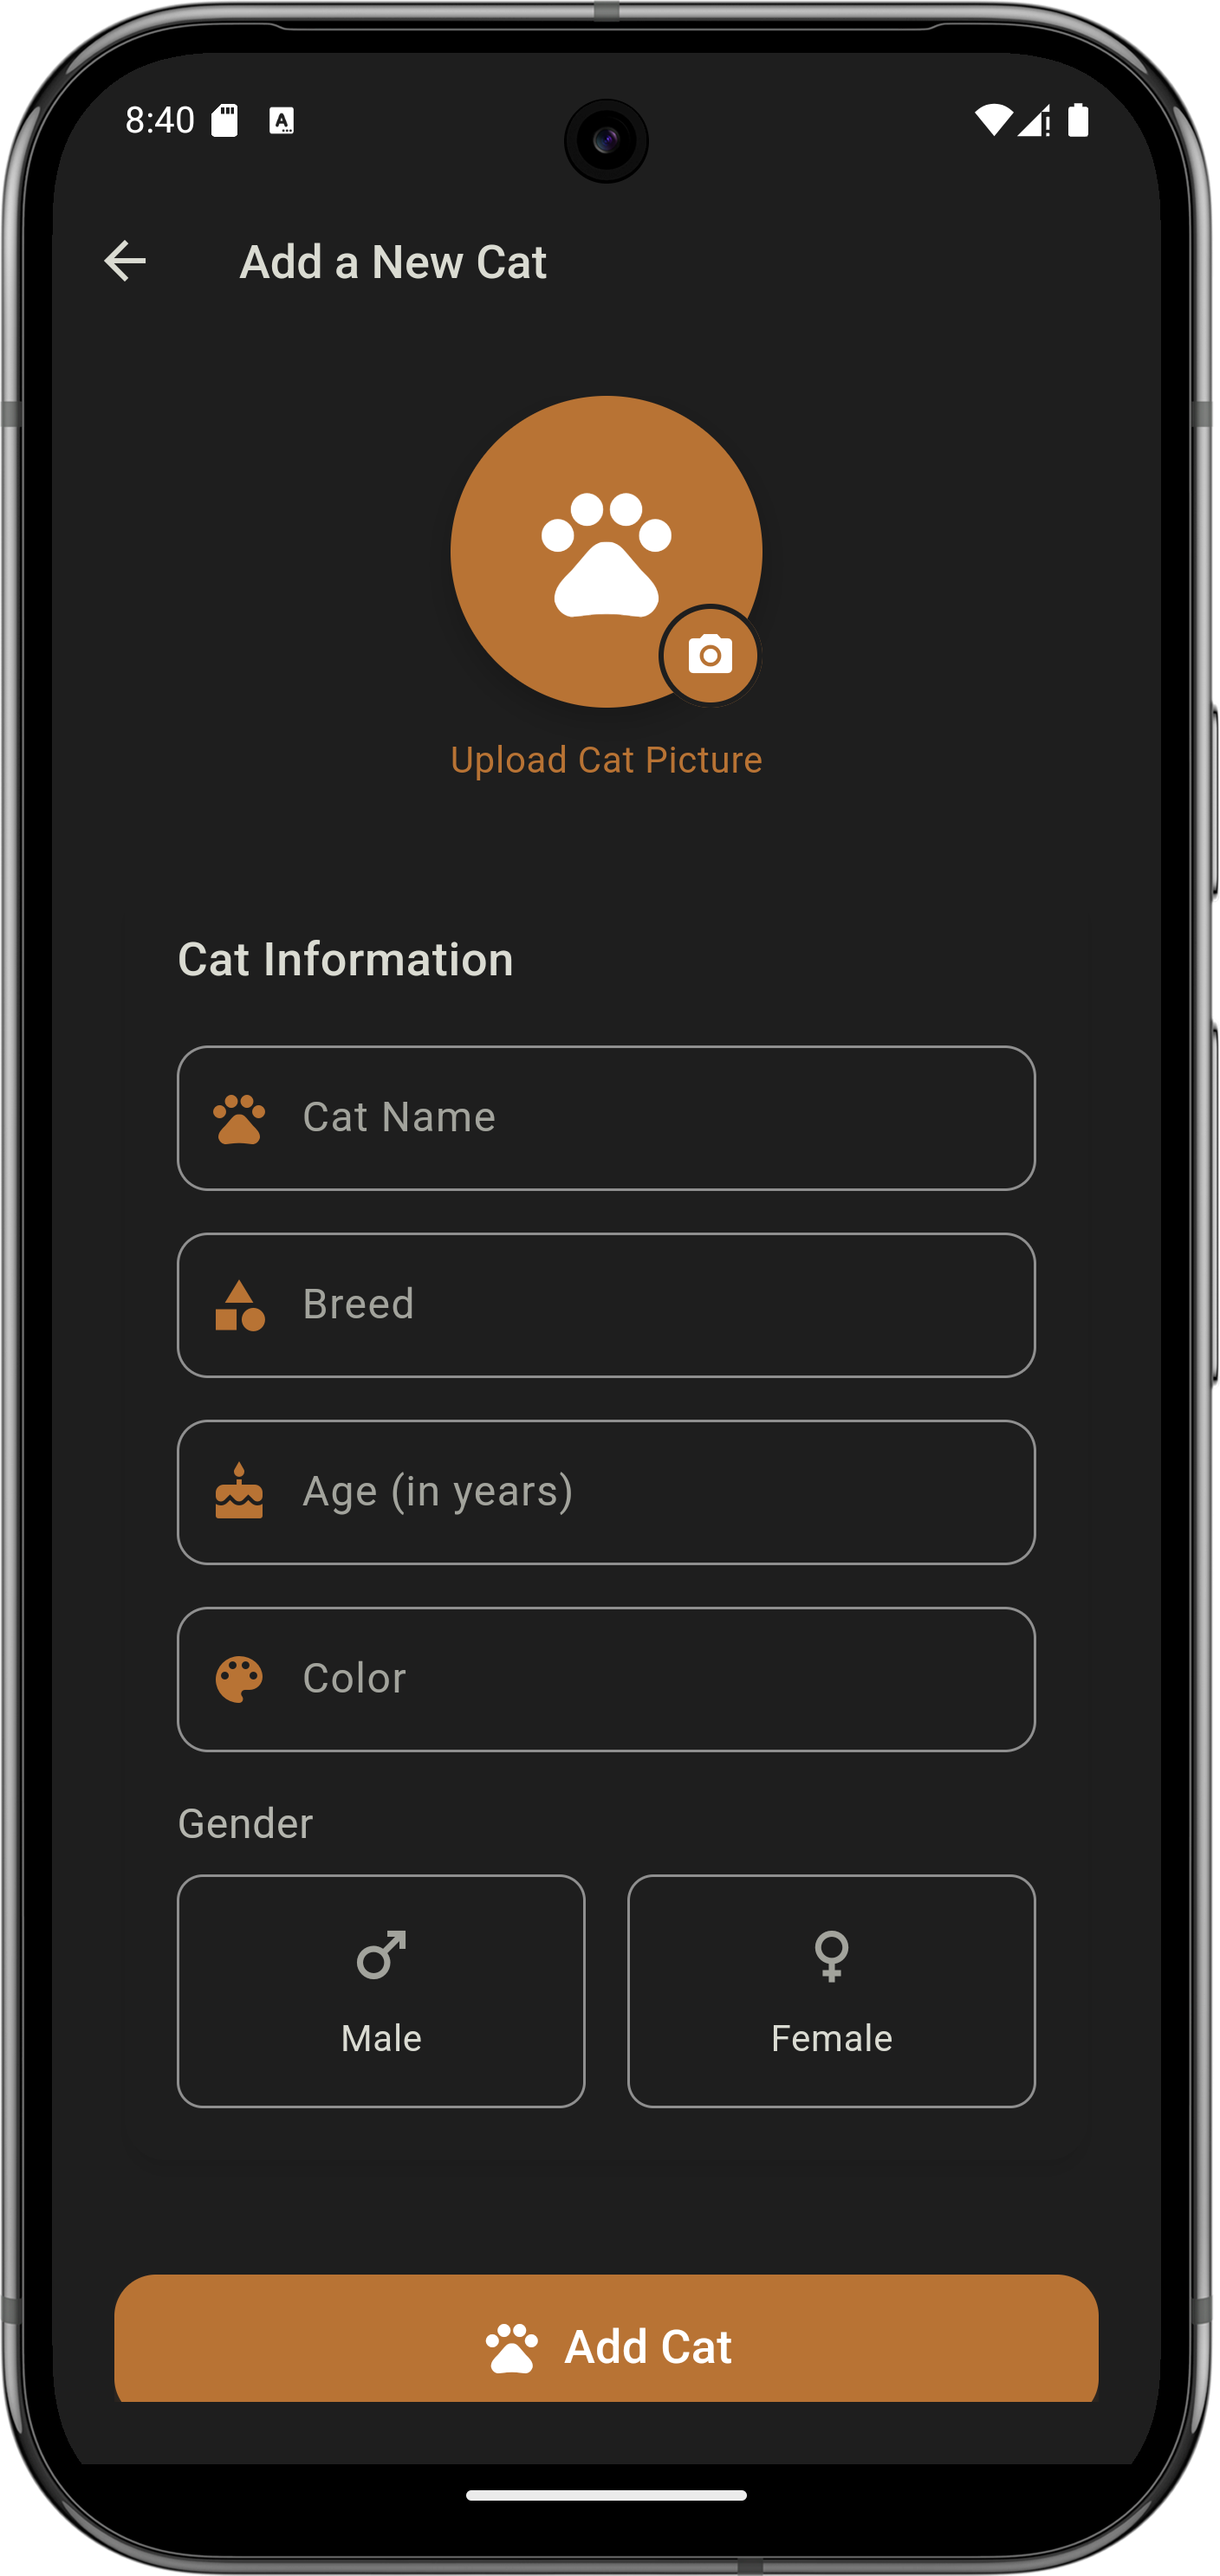 8:40
Add a New Cat
Upload Cat Picture
Cat Information
Cat Name
Breed
Age (in years)
Color
Gender
Male
Female
Add Cat